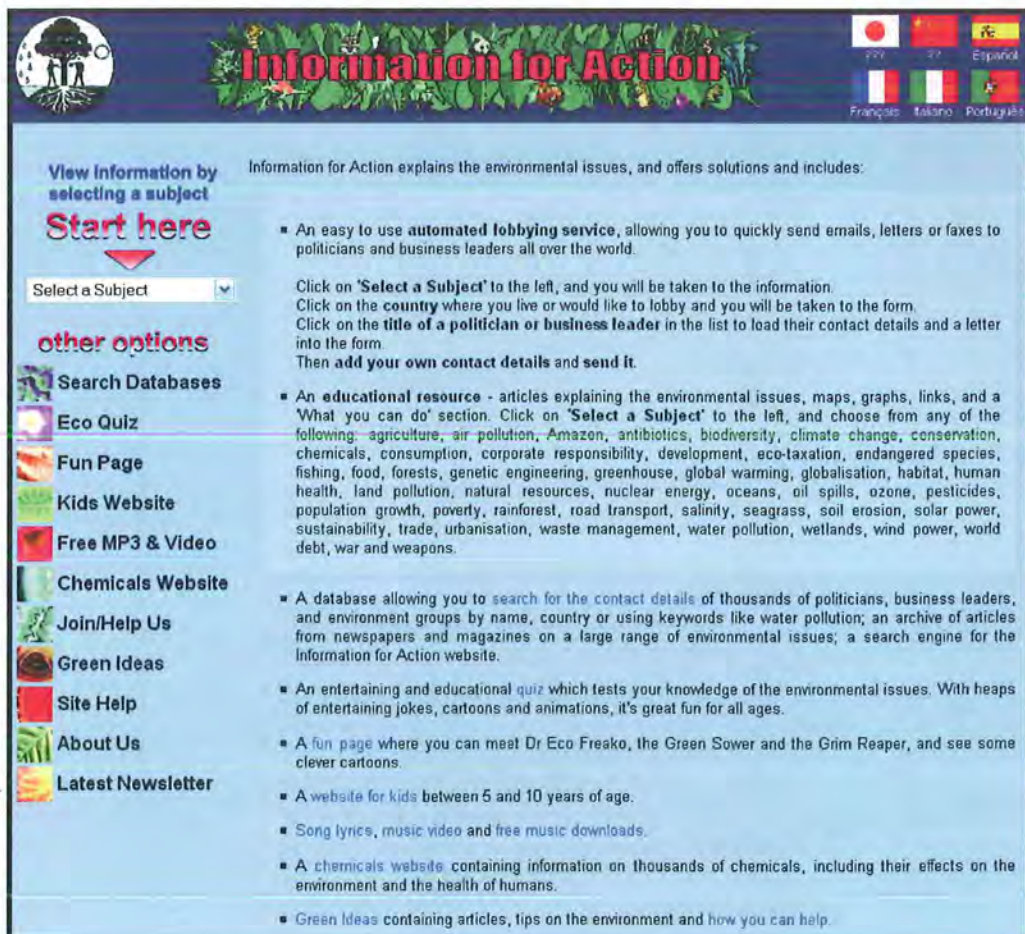 Information for Action
??? ?? Español
Français Italiano Português
View Information by
selecting a subject
Start here
Select a Subject
other options
Search Databases
Eco Quiz
Fun Page
Kids Website
Free MP3 & Video
Chemicals Website
Join/Help Us
Green Ideas
Site Help
About Us
Latest Newsletter
Information for Action explains the environmental issues, and offers solutions and includes:
▪ An easy to use automated lobbying service, allowing you to quickly send emails, letters or faxes to
politicians and business leaders all over the world.
Click on 'Select a Subject' to the left, and you will be taken to the information.
Click on the country where you live or would like to lobby and you will be taken to the form.
Click on the title of a politician or business leader in the list to load their contact details and a letter
into the form.
Then add your own contact details and send it.
▪ An educational resource - articles explaining the environmental issues, maps, graphs, links, and a
'What you can do' section. Click on 'Select a Subject' to the left, and choose from any of the
following: agriculture, air pollution, Amazon, antibiotics, biodiversity, climate change, conservation,
chemicals, consumption, corporate responsibility, development, eco-taxation, endangered species,
fishing, food, forests, genetic engineering, greenhouse, global warming, globalisation, habitat, human
health, land pollution, natural resources, nuclear energy, oceans, oil spills, ozone, pesticides,
population growth, poverty, rainforest, road transport, salinity, seagrass, soil erosion, solar power,
sustainability, trade, urbanisation, waste management, water pollution, wetlands, wind power, world
debt, war and weapons.
▪ A database allowing you to search for the contact details of thousands of politicians, business leaders,
and environment groups by name, country or using keywords like water pollution; an archive of articles
from newspapers and magazines on a large range of environmental issues; a search engine for the
Information for Action website.
▪ An entertaining and educational quiz which tests your knowledge of the environmental issues. With heaps
of entertaining jokes, cartoons and animations, it's great fun for all ages.
▪ A fun page where you can meet Dr Eco Freako, the Green Sower and the Grim Reaper, and see some
clever cartoons.
▪ A website for kids between 5 and 10 years of age.
▪ Song lyrics, music video and free music downloads.
▪ A chemicals website containing information on thousands of chemicals, including their effects on the
environment and the health of humans.
▪ Green Ideas containing articles, tips on the environment and how you can help.